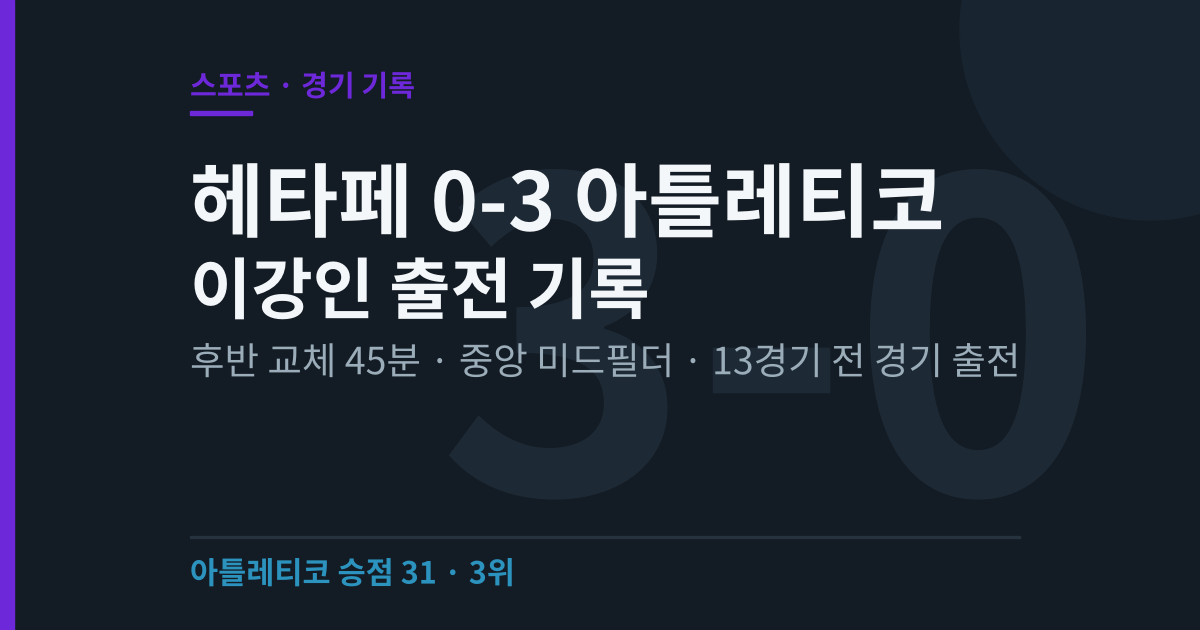 스포츠 · 경기 기록
헤타페 0-3 아틀레티코
이강인 출전 기록
후반 교체 45분 · 중앙 미드필더 · 13경기 전 경기 출전
3-0
아틀레티코 승점 31 · 3위